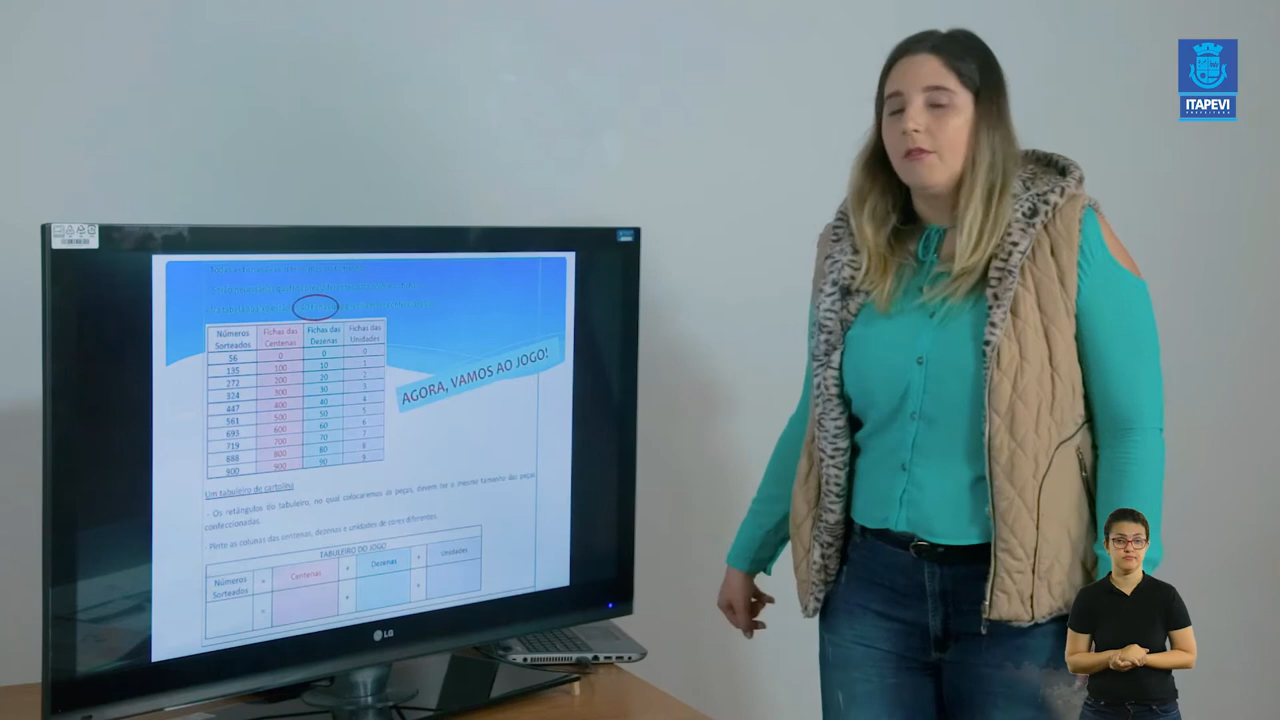 ITAPEVI
PREFEITURA
Números Sorteados | Fichas das Centenas | Fichas das Dezenas | Fichas das Unidades
56 | 0 | 0 | 0
135 | 100 | 10 | 1
272 | 200 | 20 | 2
324 | 300 | 30 | 3
447 | 400 | 40 | 4
561 | 500 | 50 | 5
693 | 600 | 60 | 6
719 | 700 | 70 | 7
888 | 800 | 80 | 8
900 | 900 | 90 | 9
AGORA, VAMOS AO JOGO!
Um tabuleiro de cartolina
- Os retângulos do tabuleiro, no qual colocaremos as peças, devem ter o mesmo tamanho das peças
confeccionadas.
- Pinte as colunas das centenas, dezenas e unidades de cores diferentes.
TABULEIRO DO JOGO
Números Sorteados = Centenas + Dezenas + Unidades
= + +
LG